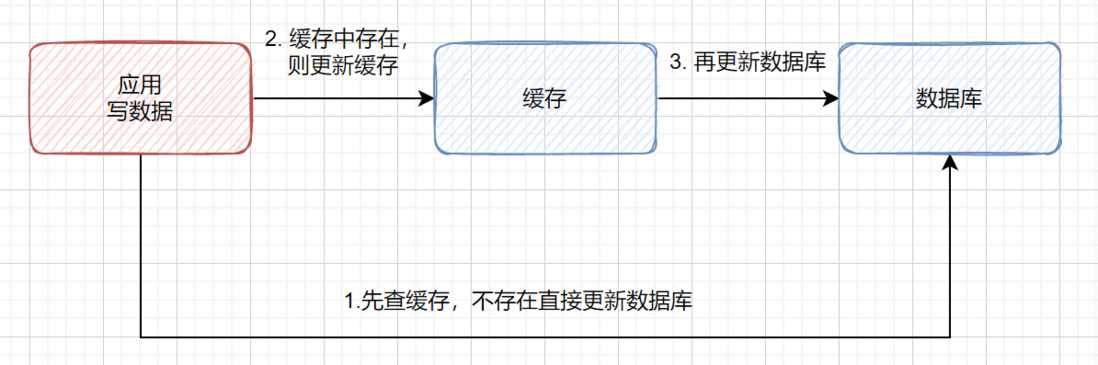 应用
写数据
2. 缓存中存在，
则更新缓存
缓存
3. 再更新数据库
数据库
1.先查缓存，不存在直接更新数据库